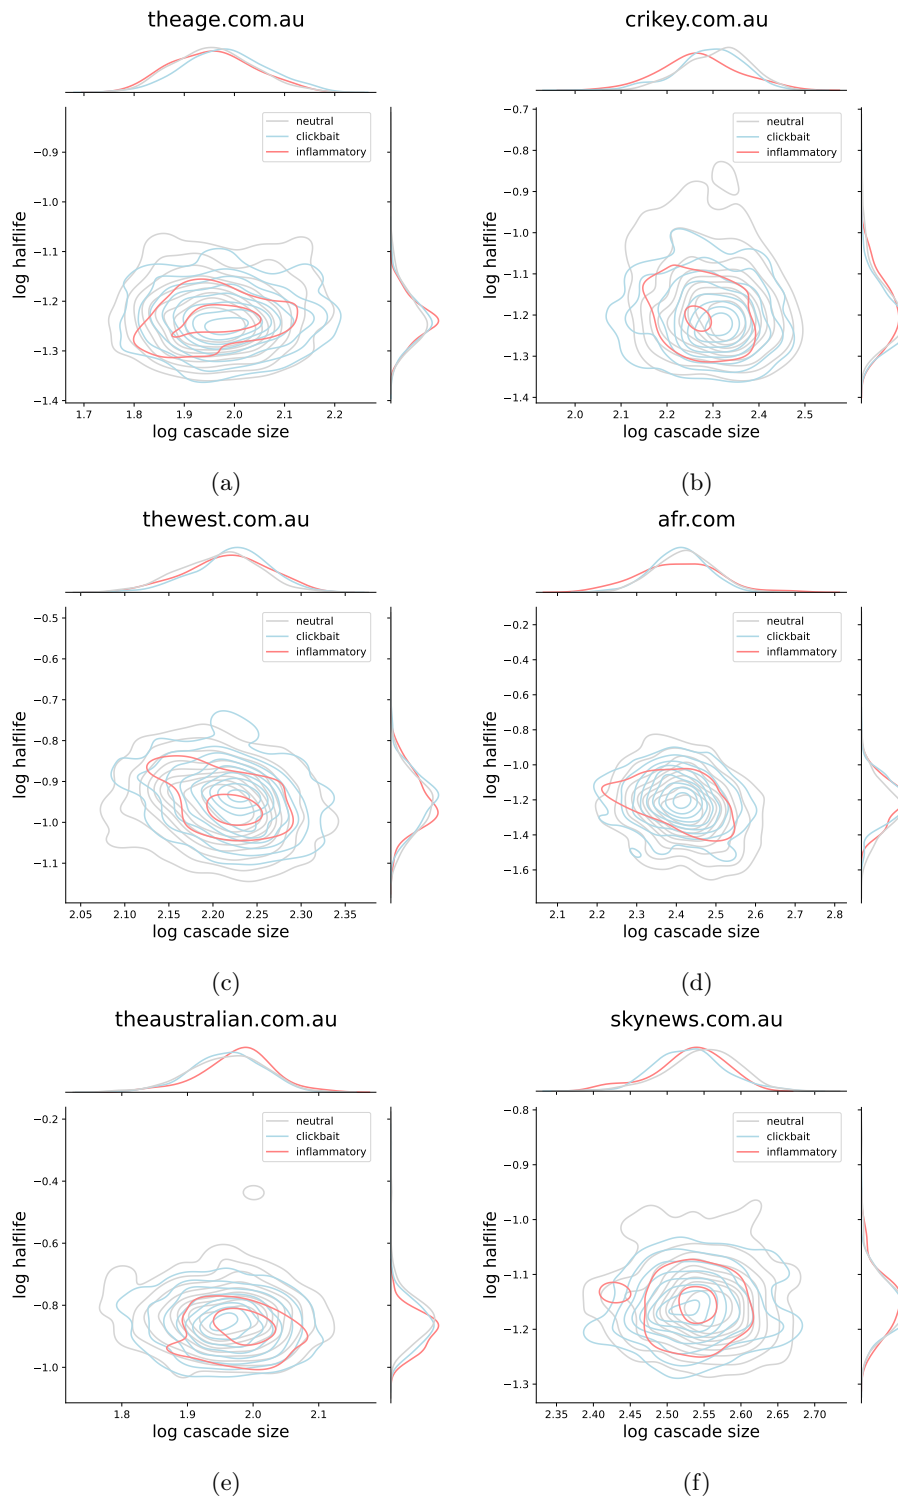 theage.com.au
neutral
clickbait
inflammatory
−0.9
−1.0
−1.1
−1.2
−1.3
−1.4
log halflife
1.7 1.8 1.9 2.0 2.1 2.2
log cascade size
(a)
crikey.com.au
neutral
clickbait
inflammatory
−0.7
−0.8
−0.9
−1.0
−1.1
−1.2
−1.3
−1.4
log halflife
2.0 2.1 2.2 2.3 2.4 2.5
log cascade size
(b)
thewest.com.au
neutral
clickbait
inflammatory
−0.5
−0.6
−0.7
−0.8
−0.9
−1.0
−1.1
log halflife
2.05 2.10 2.15 2.20 2.25 2.30 2.35
log cascade size
(c)
afr.com
neutral
clickbait
inflammatory
−0.2
−0.4
−0.6
−0.8
−1.0
−1.2
−1.4
−1.6
log halflife
2.1 2.2 2.3 2.4 2.5 2.6 2.7 2.8
log cascade size
(d)
theaustralian.com.au
neutral
clickbait
inflammatory
−0.2
−0.4
−0.6
−0.8
−1.0
log halflife
1.8 1.9 2.0 2.1
log cascade size
(e)
skynews.com.au
neutral
clickbait
inflammatory
−0.8
−0.9
−1.0
−1.1
−1.2
−1.3
log halflife
2.35 2.40 2.45 2.50 2.55 2.60 2.65 2.70
log cascade size
(f)